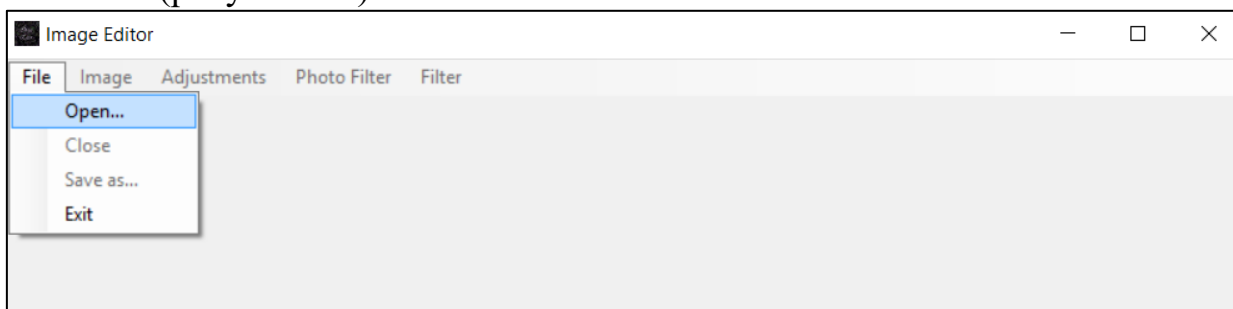 Image Editor
File Image Adjustments Photo Filter Filter
Open...
Close
Save as...
Exit